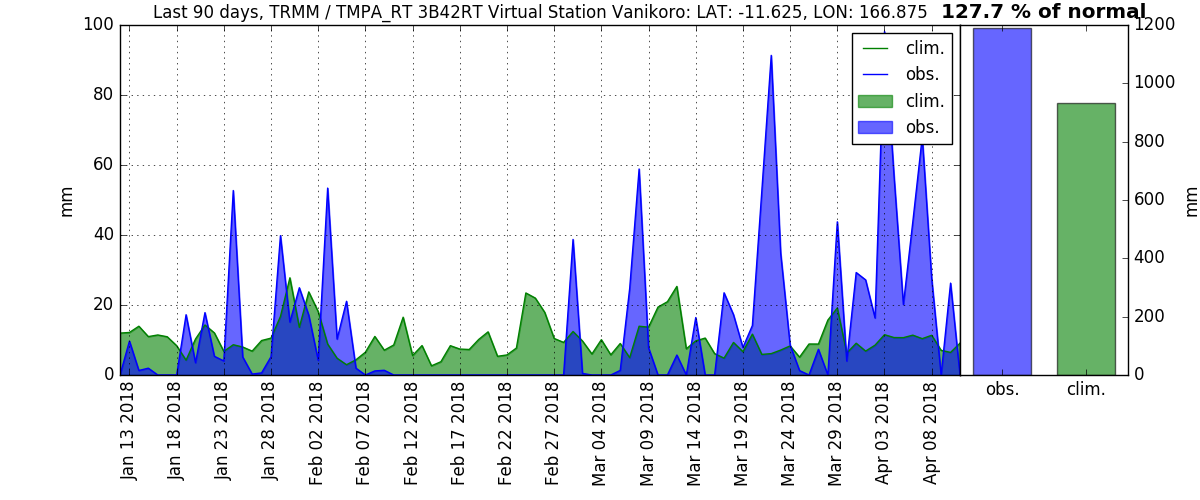 Last 90 days, TRMM / TMPA_RT 3B42RT Virtual Station Vanikoro: LAT: -11.625, LON: 166.875 127.7 % of normal
100
80
60
40
20
0
mm
clim.
obs.
clim.
obs.
1200
1000
800
600
400
200
0
mm
Jan 13 2018
Jan 18 2018
Jan 23 2018
Jan 28 2018
Feb 02 2018
Feb 07 2018
Feb 12 2018
Feb 17 2018
Feb 22 2018
Feb 27 2018
Mar 04 2018
Mar 09 2018
Mar 14 2018
Mar 19 2018
Mar 24 2018
Mar 29 2018
Apr 03 2018
Apr 08 2018
obs.
clim.